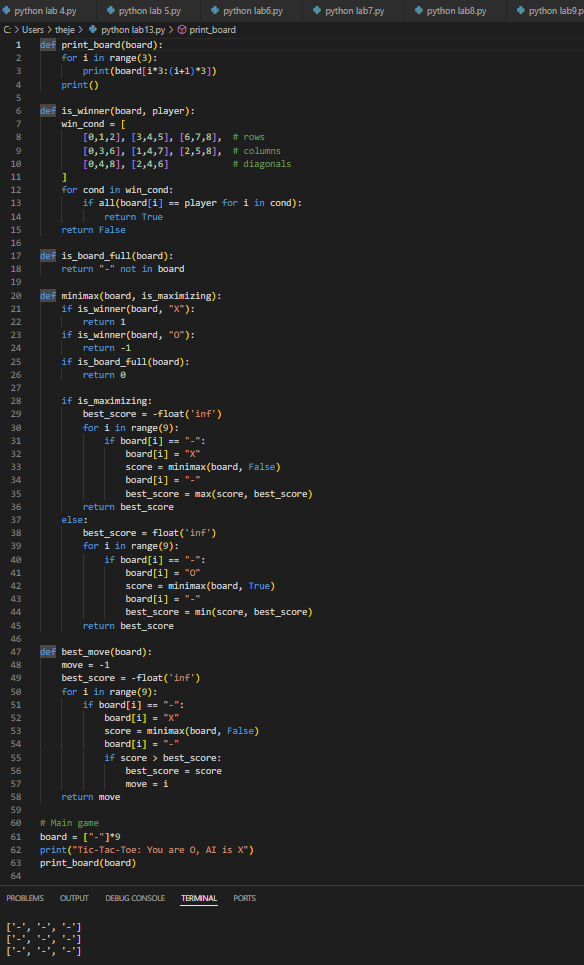 python lab 4.py python lab 5.py python lab6.py python lab7.py python lab8.py python lab9.p
C: > Users > theje > python lab13.py > print_board
1 def print_board(board):
2     for i in range(3):
3         print(board[i*3:(i+1)*3])
4     print()
5
6 def is_winner(board, player):
7     win_cond = [
8         [0,1,2], [3,4,5], [6,7,8],  # rows
9         [0,3,6], [1,4,7], [2,5,8],  # columns
10         [0,4,8], [2,4,6]            # diagonals
11     ]
12     for cond in win_cond:
13         if all(board[i] == player for i in cond):
14             return True
15     return False
16
17 def is_board_full(board):
18     return "-" not in board
19
20 def minimax(board, is_maximizing):
21     if is_winner(board, "X"):
22         return 1
23     if is_winner(board, "O"):
24         return -1
25     if is_board_full(board):
26         return 0
27
28     if is_maximizing:
29         best_score = -float('inf')
30         for i in range(9):
31             if board[i] == "-":
32                 board[i] = "X"
33                 score = minimax(board, False)
34                 board[i] = "-"
35                 best_score = max(score, best_score)
36         return best_score
37     else:
38         best_score = float('inf')
39         for i in range(9):
40             if board[i] == "-":
41                 board[i] = "O"
42                 score = minimax(board, True)
43                 board[i] = "-"
44                 best_score = min(score, best_score)
45         return best_score
46
47 def best_move(board):
48     move = -1
49     best_score = -float('inf')
50     for i in range(9):
51         if board[i] == "-":
52             board[i] = "X"
53             score = minimax(board, False)
54             board[i] = "-"
55             if score > best_score:
56                 best_score = score
57                 move = i
58     return move
59
60 # Main game
61 board = ["-"]*9
62 print("Tic-Tac-Toe: You are O, AI is X")
63 print_board(board)
64
PROBLEMS OUTPUT DEBUG CONSOLE TERMINAL PORTS
['-', '-', '-']
['-', '-', '-']
['-', '-', '-']